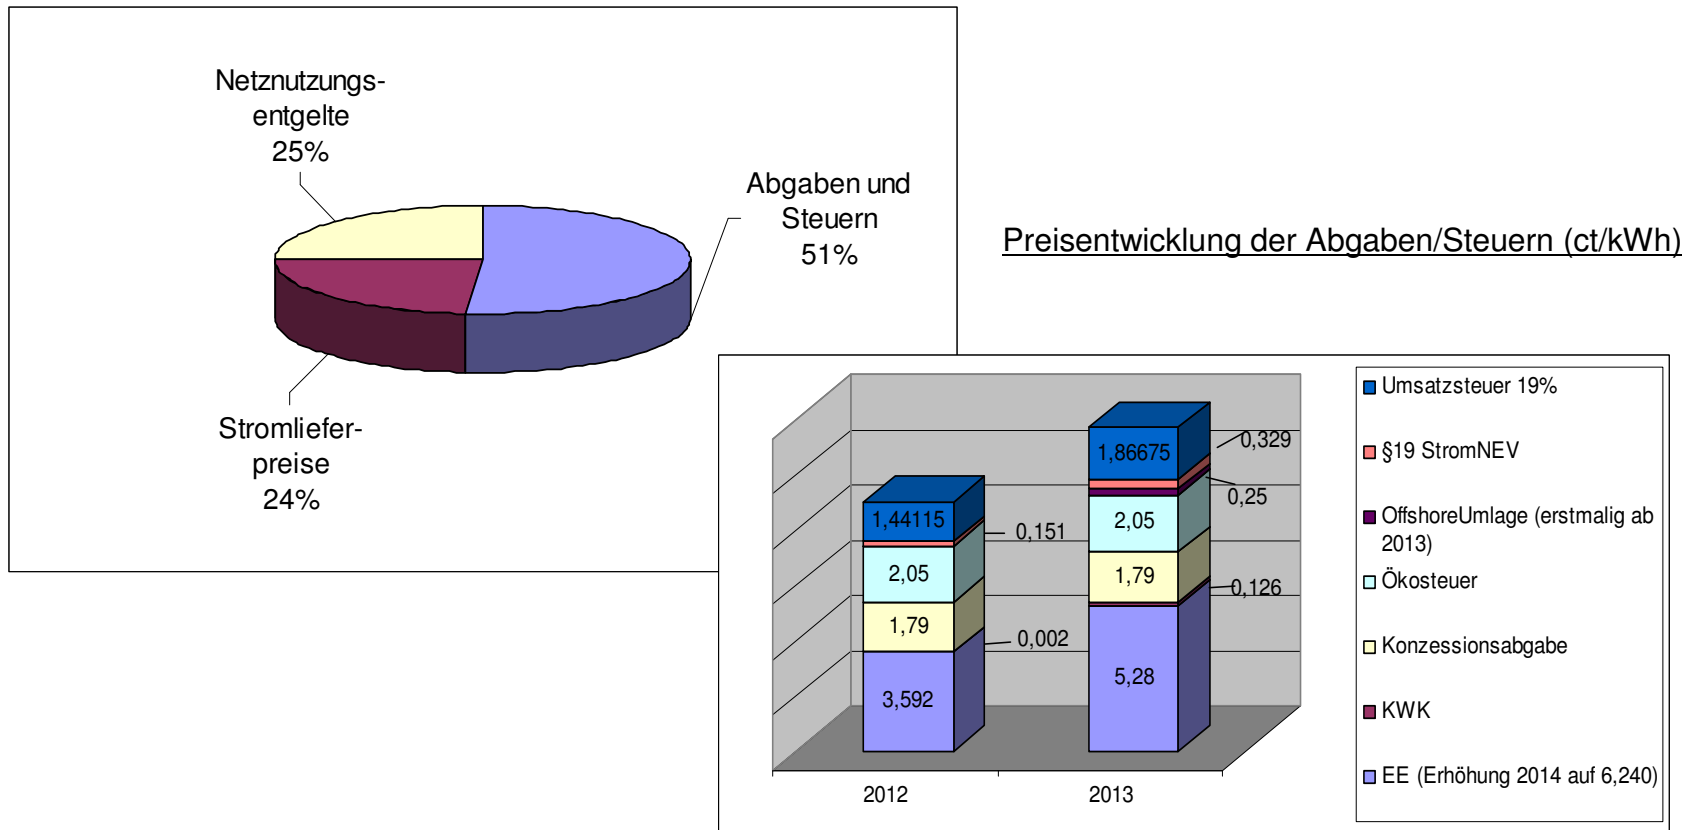 Netznutzungs-
entgelte
25%
Abgaben und
Steuern
51%
Stromliefer-
preise
24%
Preisentwicklung der Abgaben/Steuern (ct/kWh)
1,44115
0,151
2,05
1,79
0,002
3,592
2012
1,86675
0,329
0,25
2,05
1,79
0,126
5,28
2013
Umsatzsteuer 19%
§19 StromNEV
OffshoreUmlage (erstmalig ab
2013)
Ökosteuer
Konzessionsabgabe
KWK
EE (Erhöhung 2014 auf 6,240)